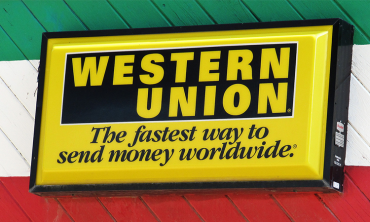 WESTERN
UNION®
The fastest way to
send money worldwide.®